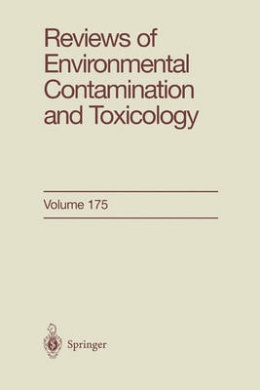 Reviews of
Environmental
Contamination
and Toxicology
Volume 175
Springer